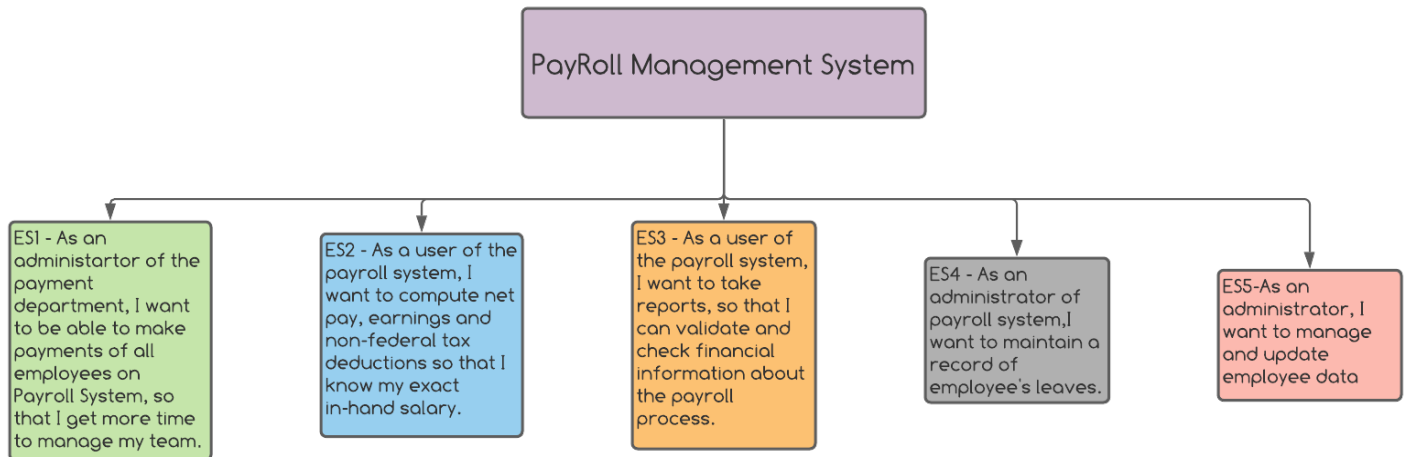 PayRoll Management System
ES1 - As an
administartor of the
payment
department, I want
to be able to make
payments of all
employees on
Payroll System, so
that I get more time
to manage my team.
ES2 - As a user of the
payroll system, I
want to compute net
pay, earnings and
non-federal tax
deductions so that I
know my exact
in-hand salary.
ES3 - As a user of
the payroll system,
I want to take
reports, so that I
can validate and
check financial
information about
the payroll
process.
ES4 - As an
administrator of
payroll system,I
want to maintain a
record of
employee's leaves.
ES5-As an
administrator, I
want to manage
and update
employee data